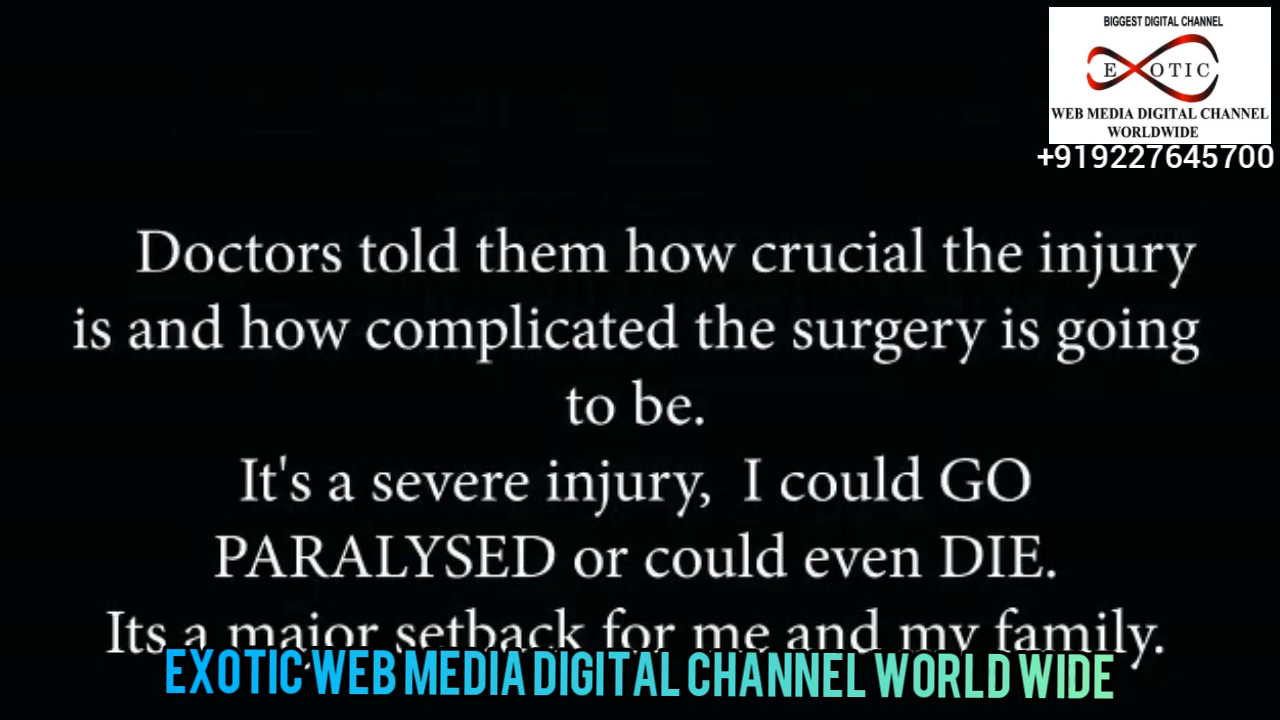 BIGGEST DIGITAL CHANNEL
EXOTIC
WEB MEDIA DIGITAL CHANNEL
WORLDWIDE
+919227645700
Doctors told them how crucial the injury
is and how complicated the surgery is going
to be.
It's a severe injury, I could GO
PARALYSED or could even DIE.
Its a major setback for me and my family.
EXOTIC WEB MEDIA DIGITAL CHANNEL WORLD WIDE